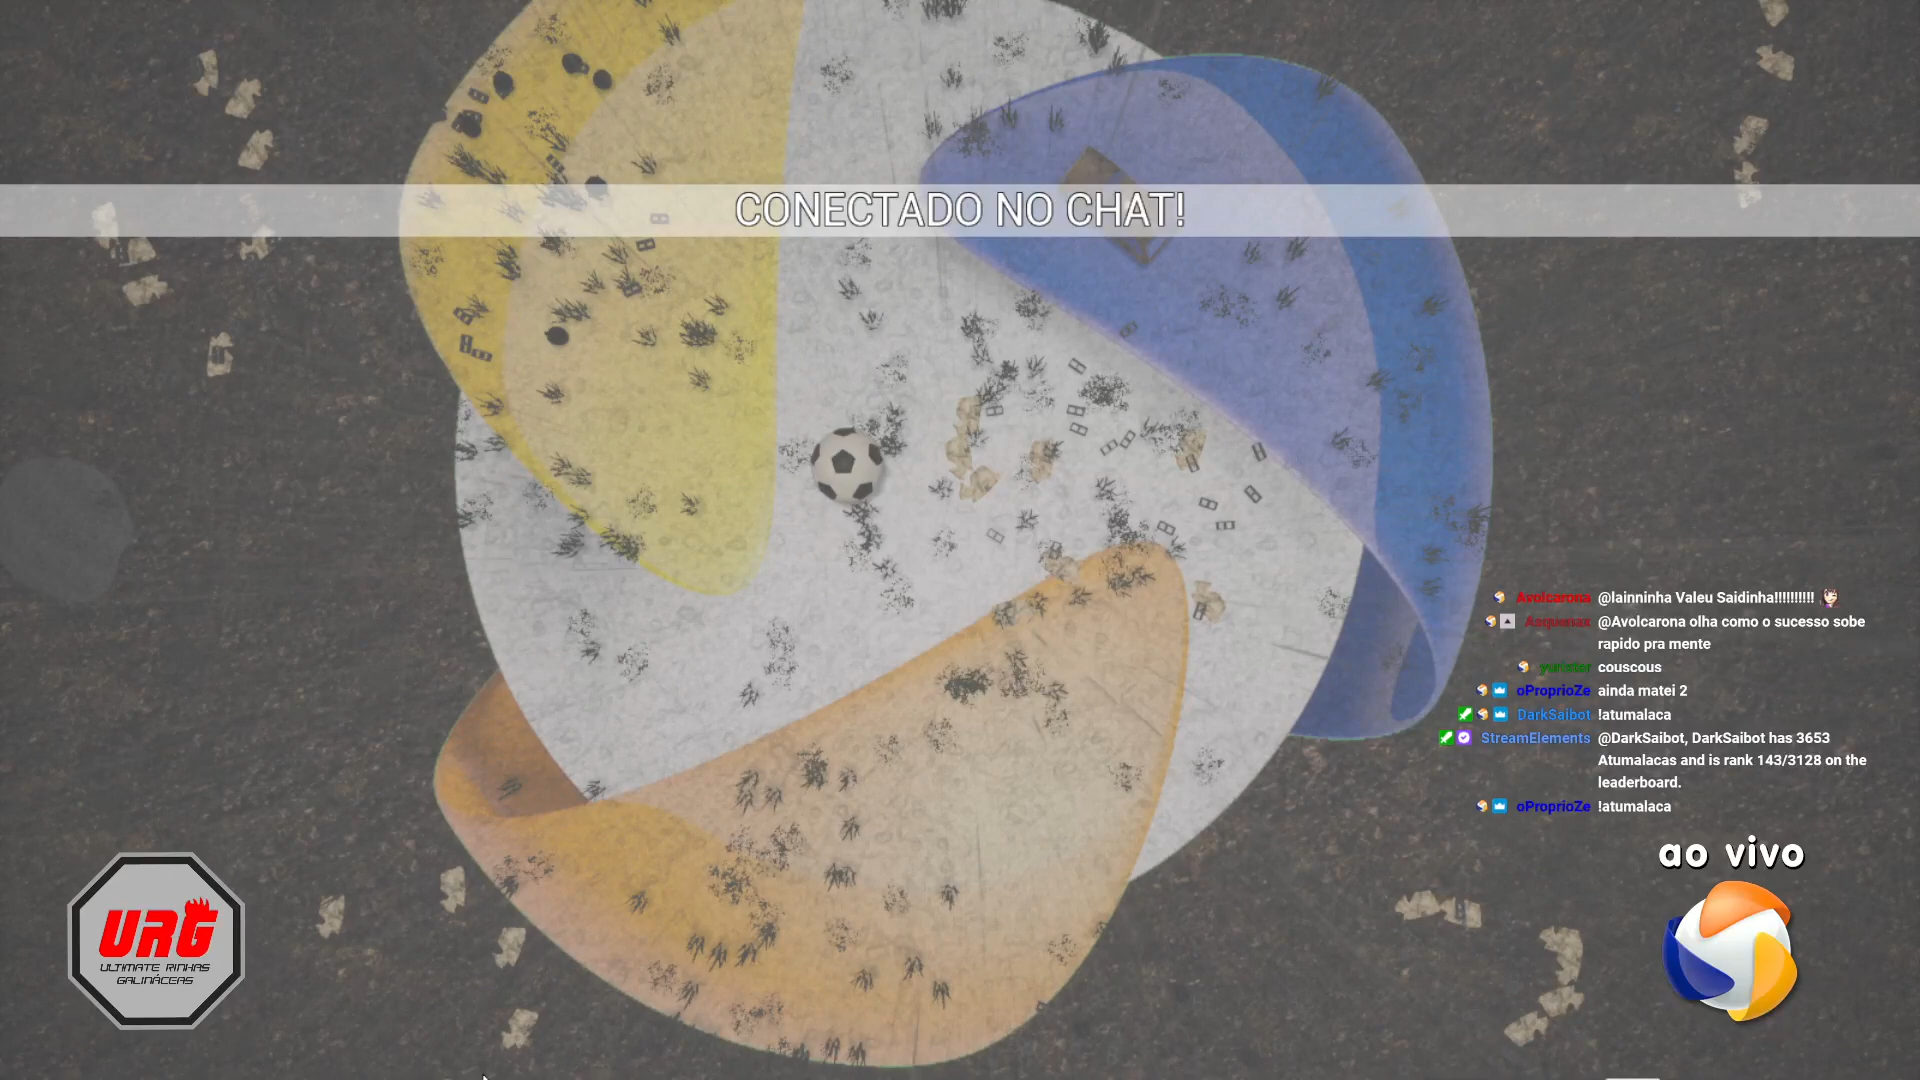 CONECTADO NO CHAT!
Avolcarona @lainninha Valeu Saidinha!!!!!!!!!!
@Avolcarona olha como o sucesso sobe
rapido pra mente
couscous
oProprioZe ainda matei 2
DarkSaibot !atumalaca
StreamElements @DarkSaibot, DarkSaibot has 3653
Atumalacas and is rank 143/3128 on the
leaderboard.
oProprioZe !atumalaca
ao vivo
URG
ULTIMATE RINHAS
GALINÁCEAS